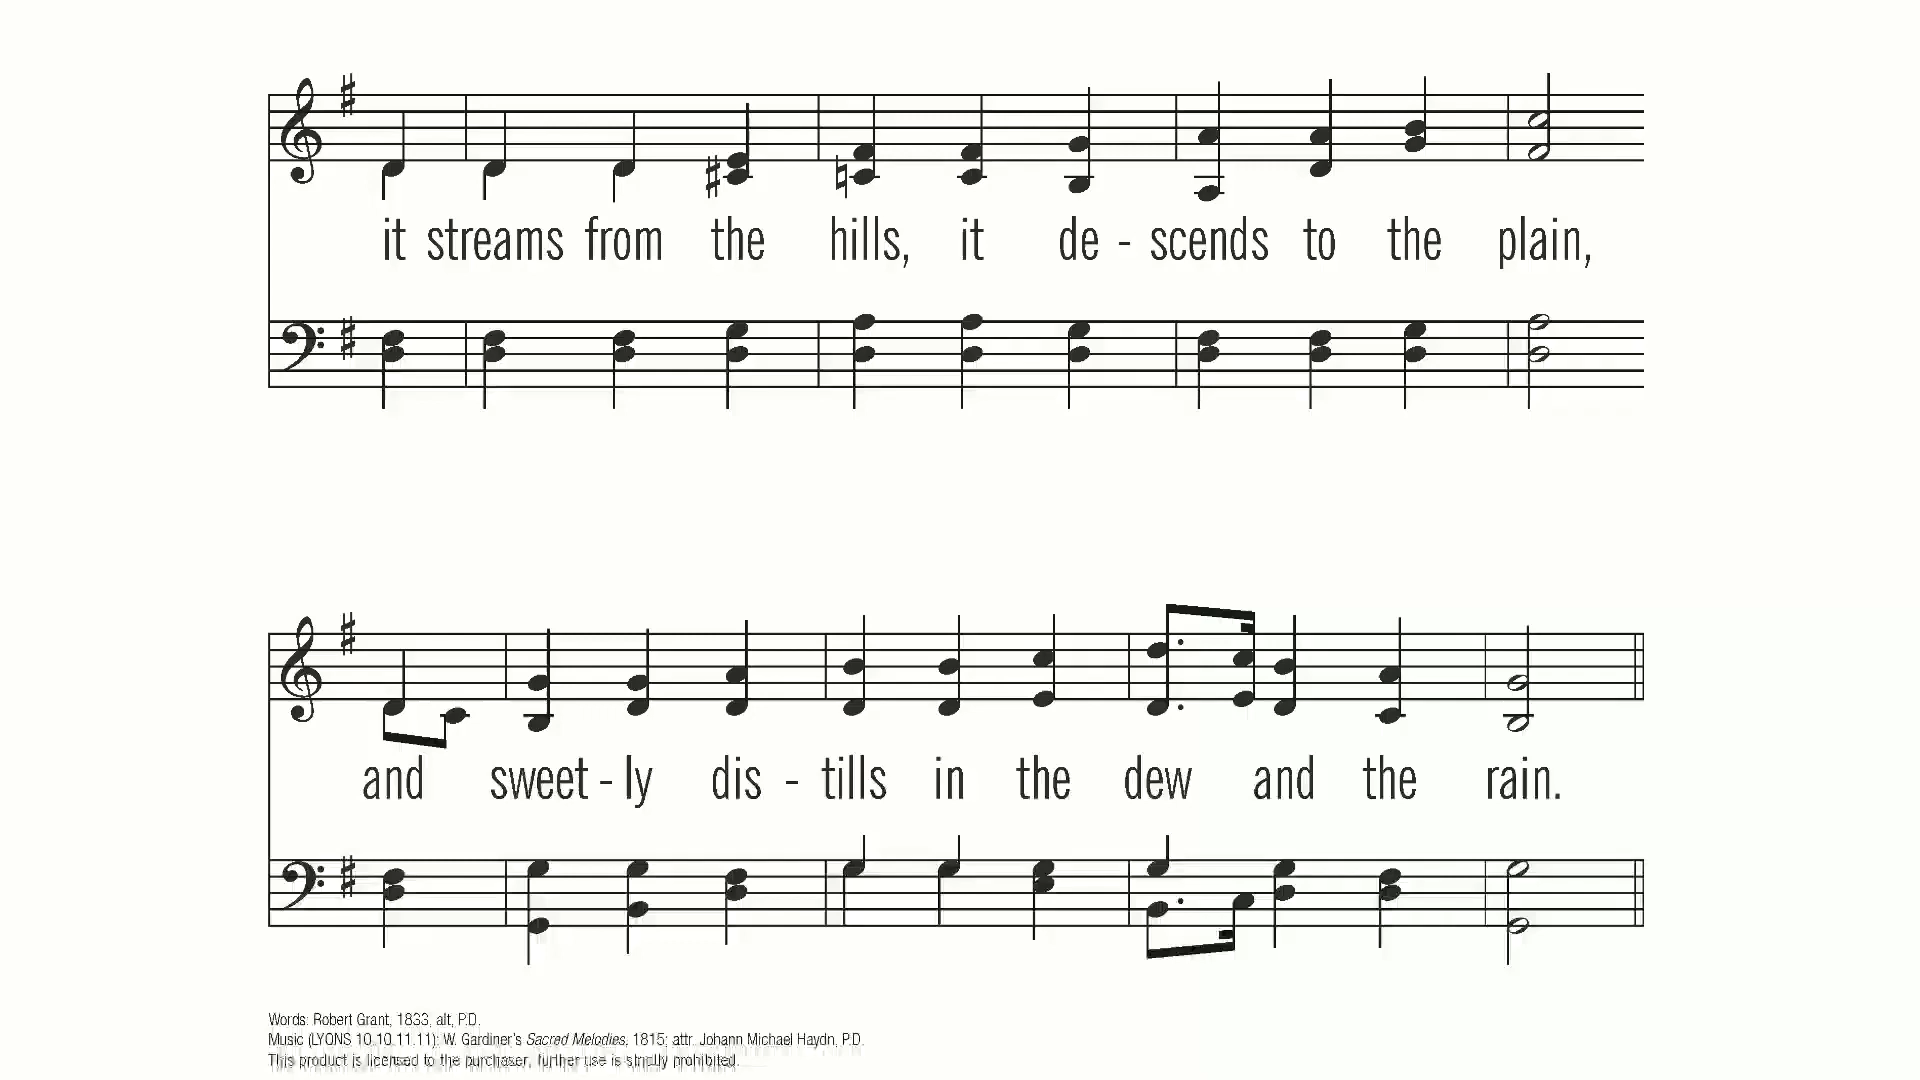 it streams from the hills, it de - scends to the plain,
and sweet - ly dis - tills in the dew and the rain.
Words: Robert Grant, 1833, alt, P.D.
Music (LYONS 10.10.11.11): W. Gardiner's Sacred Melodies, 1815; attr. Johann Michael Haydn, P.D.
This product is licensed to the purchaser, further use is strictly prohibited.